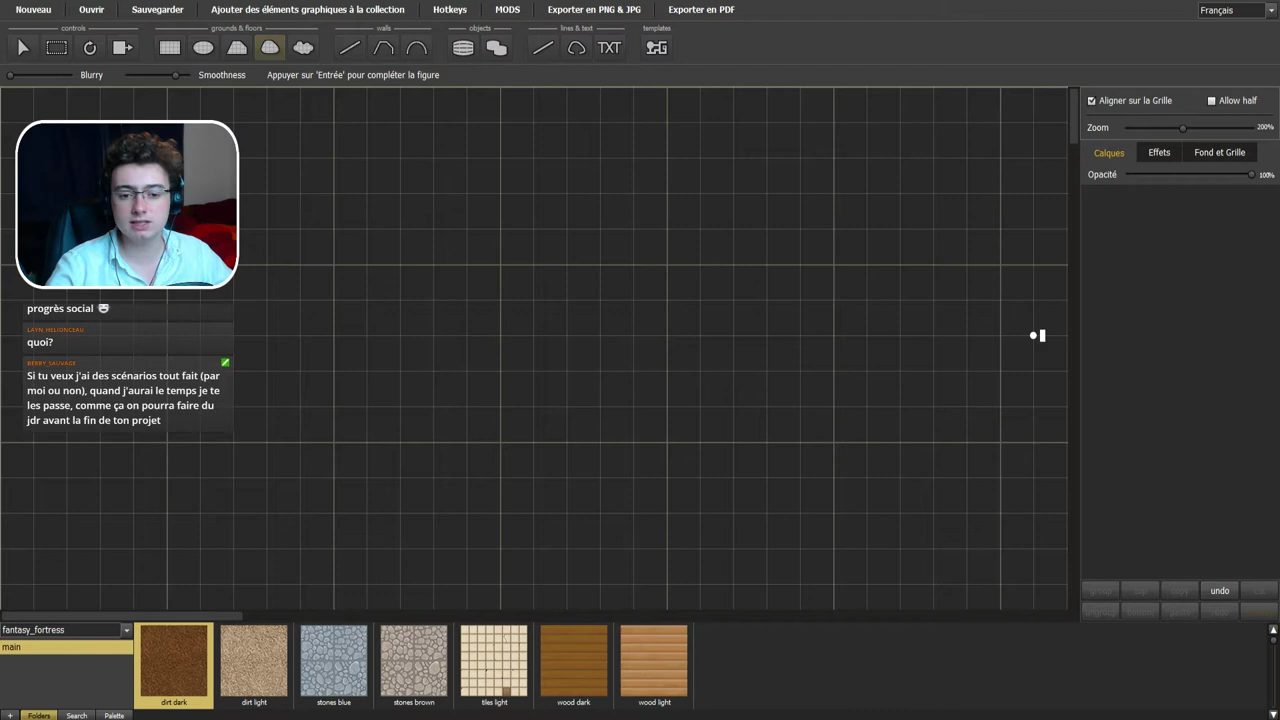 Nouveau Ouvrir Sauvegarder Ajouter des éléments graphiques à la collection Hotkeys MODS Exporter en PNG & JPG Exporter en PDF Français
controls grounds & floors walls objects lines & text templates
TXT
Blurry Smoothness Appuyer sur 'Entrée' pour compléter la figure
Aligner sur la Grille Allow half
Zoom 200%
Calques Effets Fond et Grille
Opacité 100%
progrès social
LAYN_HELIONCEAU
quoi?
BERRY_SAUVAGE
Si tu veux j'ai des scénarios tout fait (par
moi ou non), quand j'aurai le temps je te
les passe, comme ça on pourra faire du
jdr avant la fin de ton projet
undo
fantasy_fortress
main
dirt dark dirt light stones blue stones brown tiles light wood dark wood light
+ Folders Search Palette